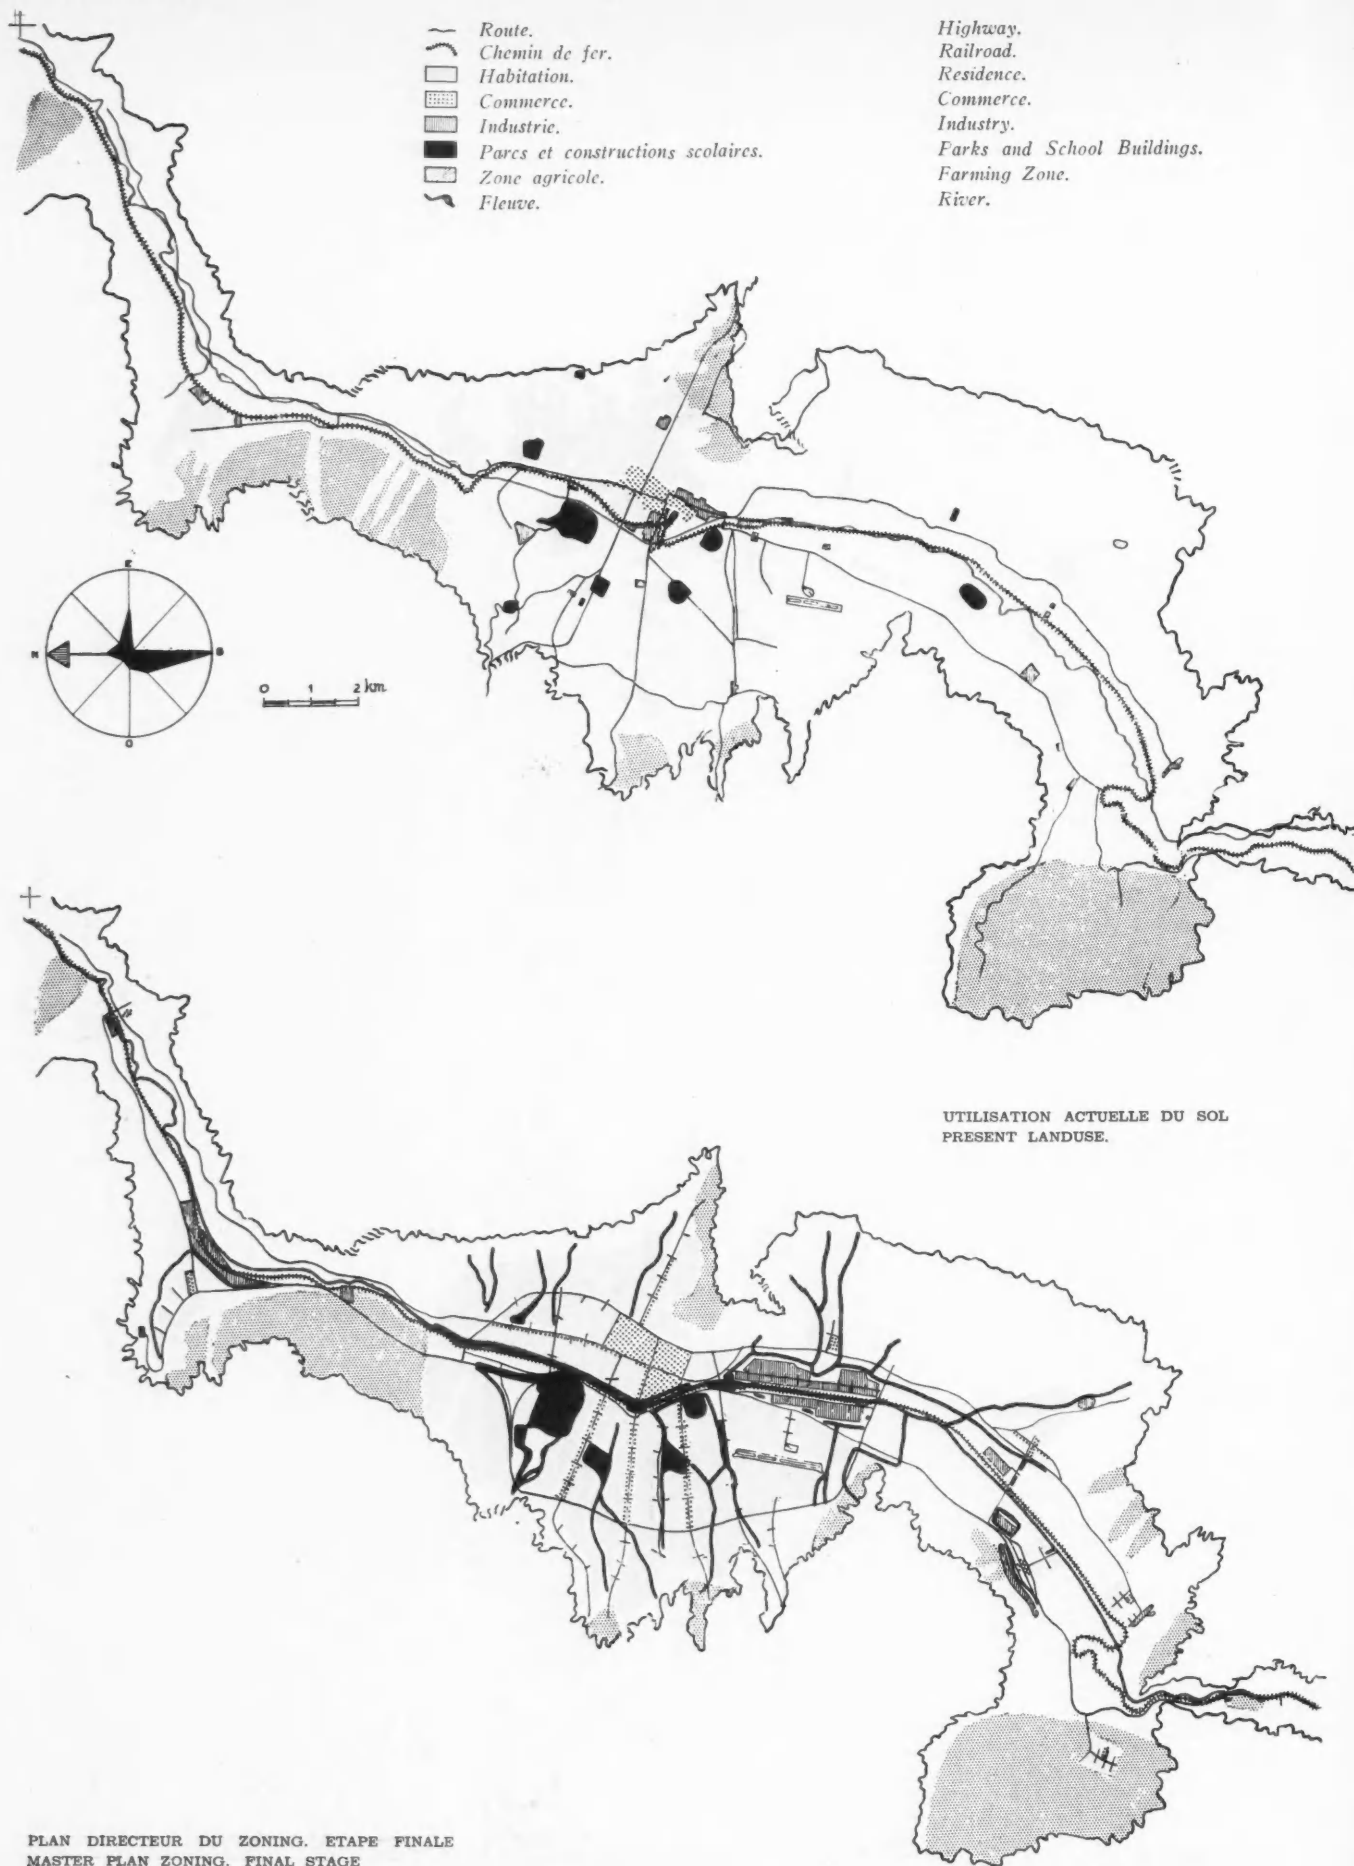 Route.
Chemin de fer.
Habitation.
Commerce.
Industrie.
Parcs et constructions scolaires.
Zone agricole.
Fleuve.
Highway.
Railroad.
Residence.
Commerce.
Industry.
Parks and School Buildings.
Farming Zone.
River.
E
N
S
O
0 1 2 km
UTILISATION ACTUELLE DU SOL
PRESENT LANDUSE.
PLAN DIRECTEUR DU ZONING. ETAPE FINALE
MASTER PLAN ZONING. FINAL STAGE